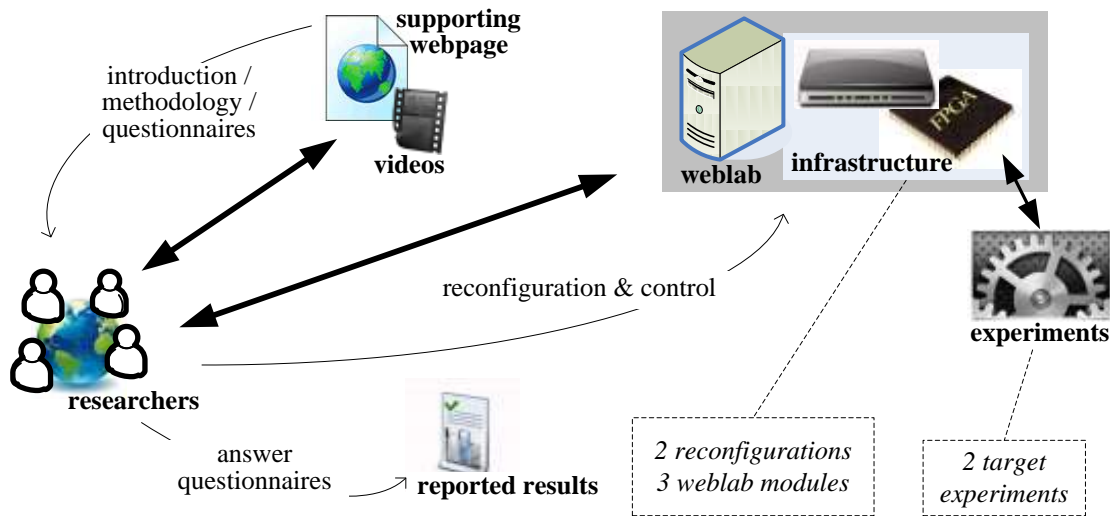 supporting
webpage
introduction /
methodology /
questionnaires
videos
FPGA
weblab
infrastructure
reconfiguration & control
experiments
researchers
answer
questionnaires
reported results
2 reconfigurations
3 weblab modules
2 target
experiments